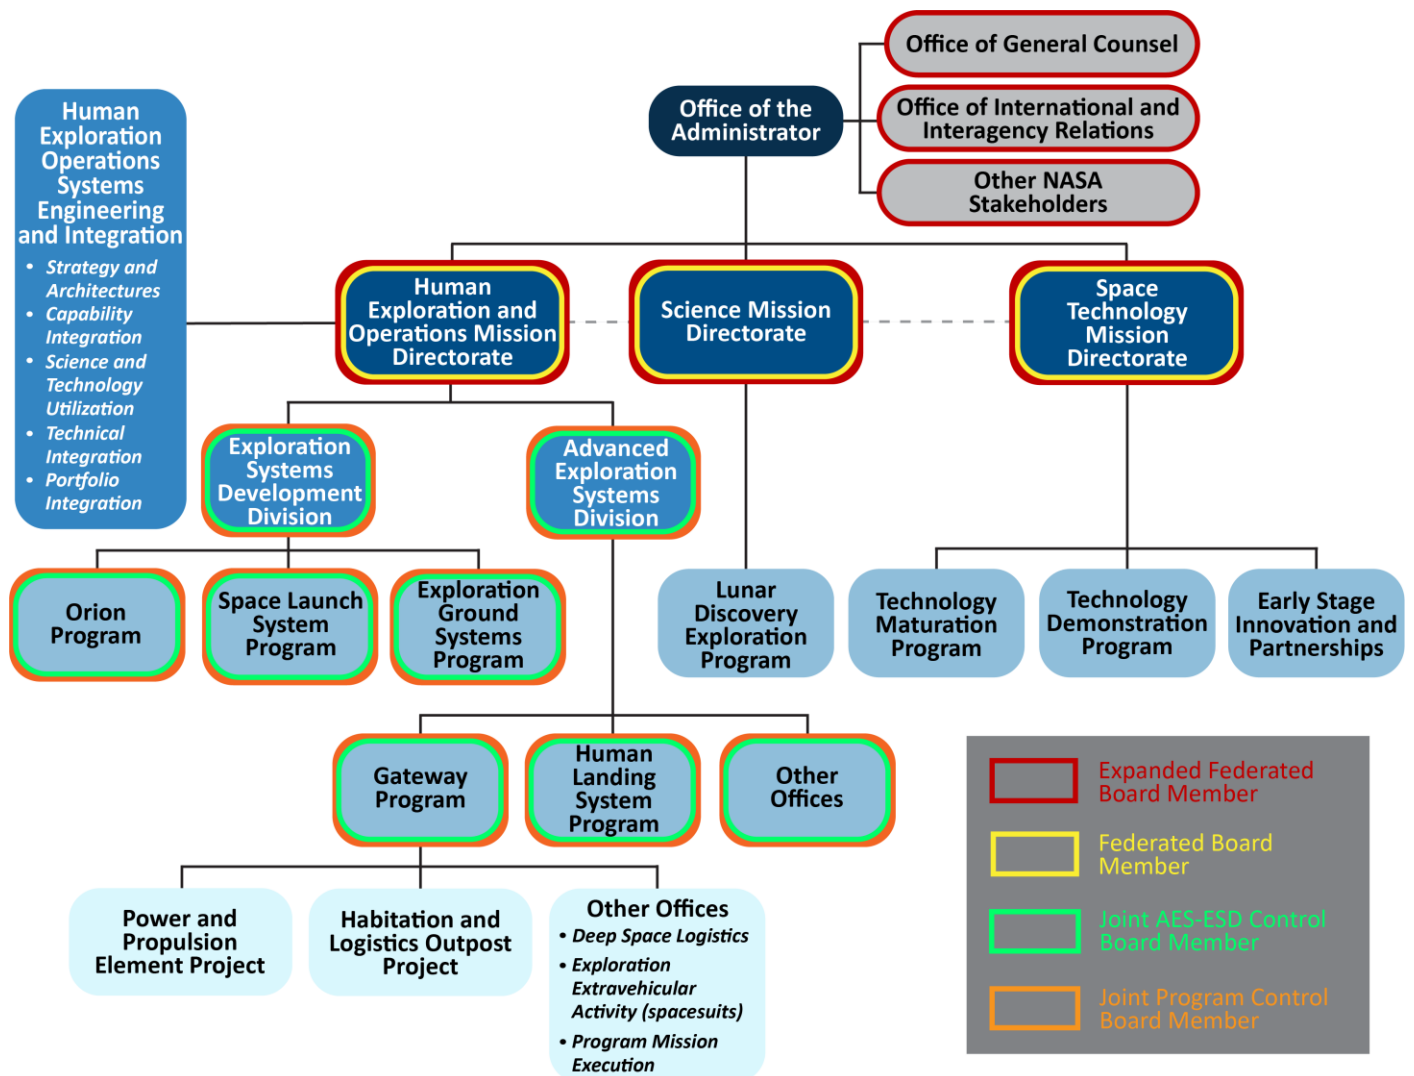 Office of General Counsel
Office of the
Administrator
Office of International and
Interagency Relations
Other NASA
Stakeholders
Human
Exploration
Operations
Systems
Engineering
and Integration
• Strategy and
Architectures
• Capability
Integration
• Science and
Technology
Utilization
• Technical
Integration
• Portfolio
Integration
Human
Exploration and
Operations Mission
Directorate
Science Mission
Directorate
Space
Technology
Mission
Directorate
Exploration
Systems
Development
Division
Advanced
Exploration
Systems
Division
Orion
Program
Space Launch
System
Program
Exploration
Ground
Systems
Program
Lunar
Discovery
Exploration
Program
Technology
Maturation
Program
Technology
Demonstration
Program
Early Stage
Innovation and
Partnerships
Gateway
Program
Human
Landing
System
Program
Other
Offices
Power and
Propulsion
Element Project
Habitation and
Logistics Outpost
Project
Other Offices
• Deep Space Logistics
• Exploration
Extravehicular
Activity (spacesuits)
• Program Mission
Execution
Expanded Federated
Board Member
Federated Board
Member
Joint AES-ESD Control
Board Member
Joint Program Control
Board Member